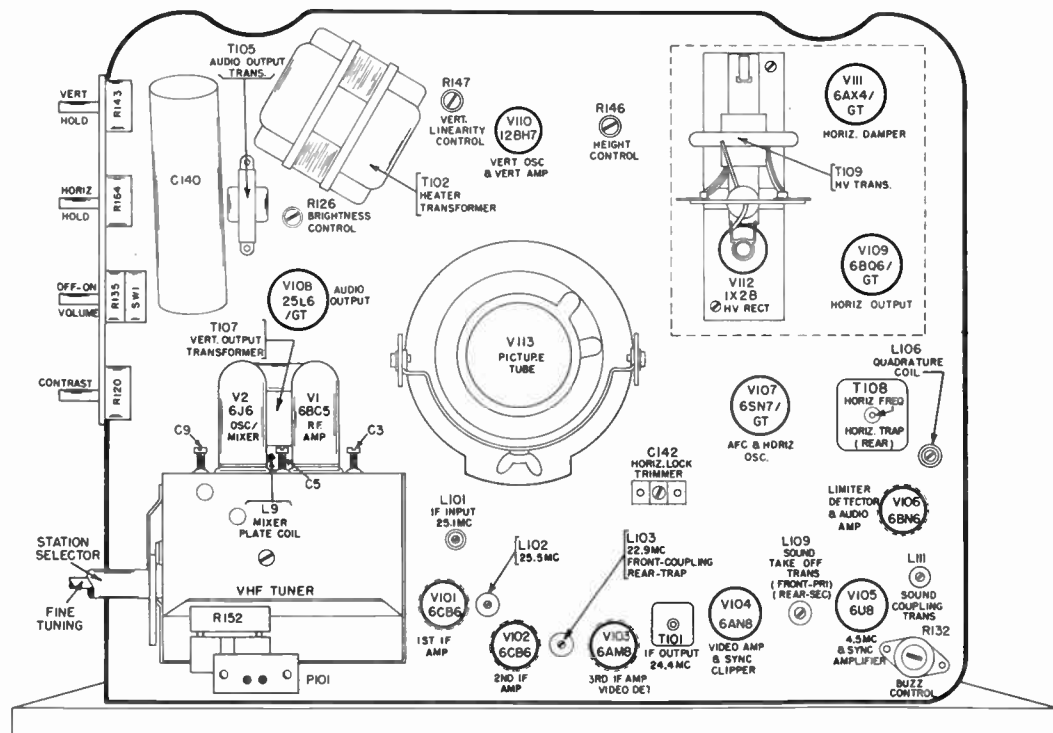 T105
AUDIO OUTPUT
TRANS.
VERT
HOLD
R143
C140
HORIZ
HOLD
R164
OFF-ON
VOLUME
R135
SW1
CONTRAST
R120
R147
VERT.
LINEARITY
CONTROL
V110
12BH7
VERT OSC
& VERT AMP
R146
HEIGHT
CONTROL
T102
HEATER
TRANSFORMER
R126
BRIGHTNESS
CONTROL
V111
6AX4/
GT
HORIZ. DAMPER
T109
HV TRANS.
V109
6BQ6/
GT
HORIZ OUTPUT
V112
1X2B
HV RECT
V108
25L6
/GT
AUDIO
OUTPUT
T107
VERT. OUTPUT
TRANSFORMER
V113
PICTURE
TUBE
V2
6J6
OSC/
MIXER
V1
6BC5
R.F.
AMP
C9
C3
C5
L9
MIXER
PLATE COIL
V107
6SN7/
GT
AFC & HORIZ
OSC.
L106
QUADRATURE
COIL
T108
HORIZ FREQ
HORIZ. TRAP
(REAR)
C142
HORIZ. LOCK
TRIMMER
LIMITER
DETECTOR
& AUDIO
AMP
V106
6BN6
L101
IF INPUT
25.1MC
L102
25.5MC
L103
22.9MC
FRONT-COUPLING
REAR-TRAP
L109
SOUND
TAKE OFF
TRANS
(FRONT-PRI)
(REAR-SEC)
L111
SOUND
COUPLING
TRANS
STATION
SELECTOR
FINE
TUNING
VHF TUNER
R152
P101
V101
6CB6
1ST IF
AMP
V102
6CB6
2ND IF
AMP
V103
6AM8
3RD IF AMP
VIDEO DET
T101
IF OUTPUT
24.4MC
V104
6AN8
VIDEO AMP
& SYNC
CLIPPER
V105
6U8
4.5MC
& SYNC
AMPLIFIER
R132
BUZZ
CONTROL